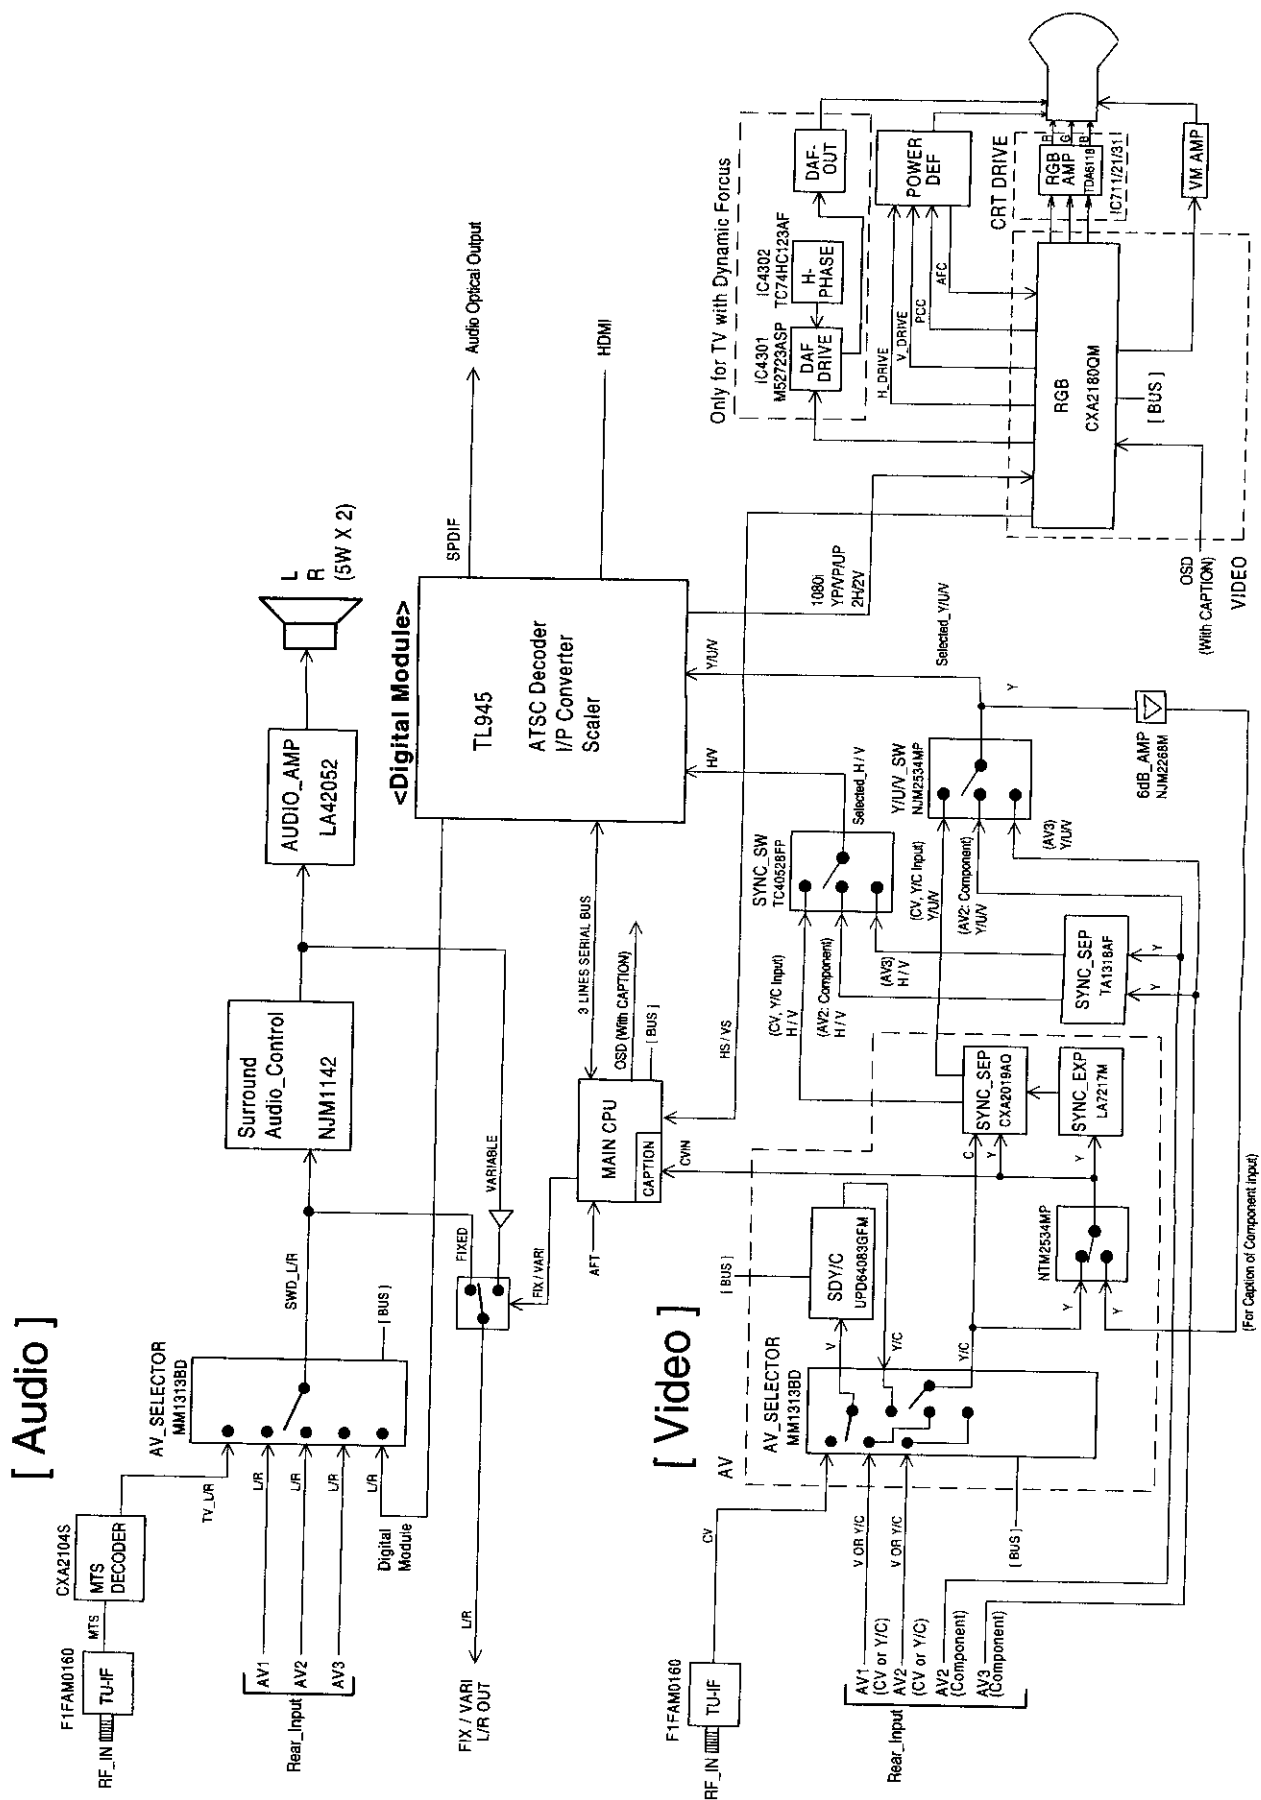 [ Audio ]
RF_IN
TU-IF
F1FAM0160
MTS
MTS
DECODER
CXA2104S
TV_L/R
Rear_Input
AV1
AV2
AV3
L/R
L/R
L/R
L/R
Digital
Module
AV_SELECTOR
MM1313BD
[ BUS ]
SWD_L/R
Surround
Audio_Control
NJM1142
AUDIO_AMP
LA42052
L
R
(5W X 2)
FIXED
VARIABLE
FIX / VARI
L/R
FIX / VARI
L/R OUT
AFT
MAIN CPU
CAPTION
3 LINES SERIAL BUS
OSD (With CAPTION)
[ BUS ]
HS / VS
CVIN
<Digital Module>
TL945
ATSC Decoder
I/P Converter
Scaler
SPDIF
Audio Optical Output
HDMI
H/V
Y/U/V
1080i
YP/VP/UP
2H/2V
[ Video ]
RF_IN
TU-IF
F1FAM0160
CV
Rear_Input
AV1
(CV or Y/C)
AV2
(CV or Y/C)
AV2
(Component)
AV3
(Component)
V OR Y/C
V OR Y/C
AV
AV_SELECTOR
MM1313BD
[ BUS ]
V
Y/C
Y/C
SDY/C
UPD64083GFM
[ BUS ]
Y
Y
NTM2534MP
C
Y
Y
SYNC_SEP
CXA2019AQ
SYNC_EXP
LA7217M
SYNC_SEP
TA1318AF
Y
Y
(CV, Y/C Input)
H / V
(AV2: Component)
H / V
(AV3)
H / V
SYNC_SW
TC4052BFP
Selected_H / V
(CV, Y/C Input)
Y/U/V
(AV2: Component)
Y/U/V
(AV3)
Y/U/V
Y/U/V_SW
NJM2534MP
Selected_Y/U/V
Y
6dB_AMP
NJM2268M
(For Caption of Component Input)
Only for TV with Dynamic Forcus
IC4301
M52723ASP
DAF
DRIVE
IC4302
TC74HC123AF
H-
PHASE
DAF-
OUT
POWER
DEF
H_DRIVE
V_DRIVE
PCC
AFC
RGB
CXA2180QM
[ BUS ]
OSD
(With CAPTION)
VIDEO
CRT DRIVE
RGB
AMP
TDA6111B
IC711/21/31
R
G
B
VM AMP